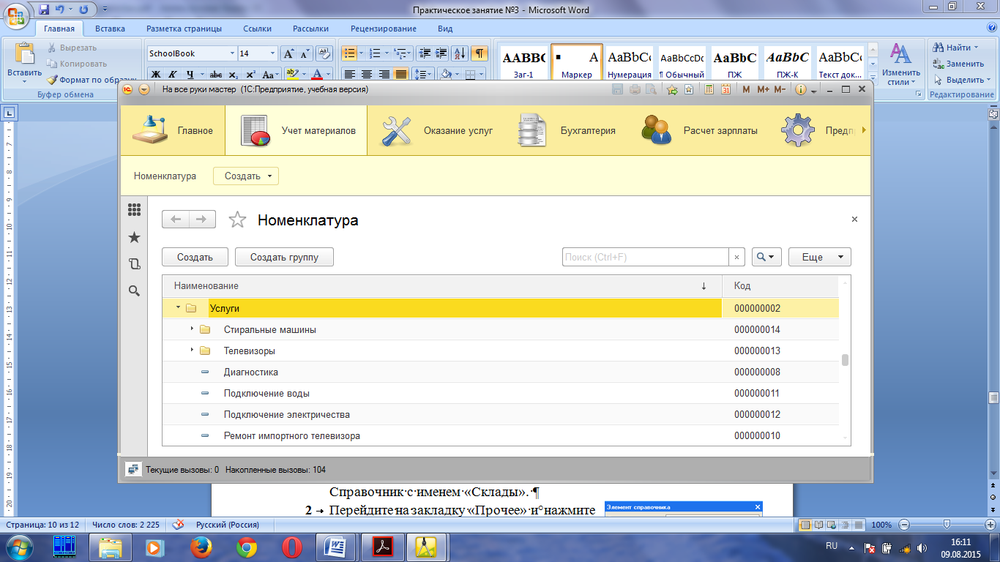 Практическое занятие №3 - Microsoft Word
Главная Вставка Разметка страницы Ссылки Рассылки Рецензирование Вид
Вставить
Вырезать
Копировать
Формат по образцу
Буфер обмена
SchoolBook 14
Ж К Ч abc x₂ x² Aa
AABBC AaBbCc AaBbCcDc AaBbC AaBbC AaBbCc
Заг-1 Маркер Нумерация ¶ Обычный ПЖ ПЖ-К Текст док...
Изменить стили
Найти
Заменить
Выделить
Редактирование
На все руки мастер (1С:Предприятие, учебная версия)
M M+ M-
Главное Учет материалов Оказание услуг Бухгалтерия Расчет зарплаты Предп
Номенклатура Создать
Номенклатура
Создать Создать группу Поиск (Ctrl+F) × Еще
Наименование ↓ Код
Услуги 000000002
Стиральные машины 000000014
Телевизоры 000000013
Диагностика 000000008
Подключение воды 000000011
Подключение электричества 000000012
Ремонт импортного телевизора 000000010
Текущие вызовы: 0 Накопленные вызовы: 104
Справочник·с·именем·«Склады».·¶
2 → Перейдите·на·закладку·«Прочее»·и°нажмите
Элемент справочника
Страница: 10 из 12 Число слов: 2 225 Русский (Россия) 100%
RU 16:11
09.08.2015